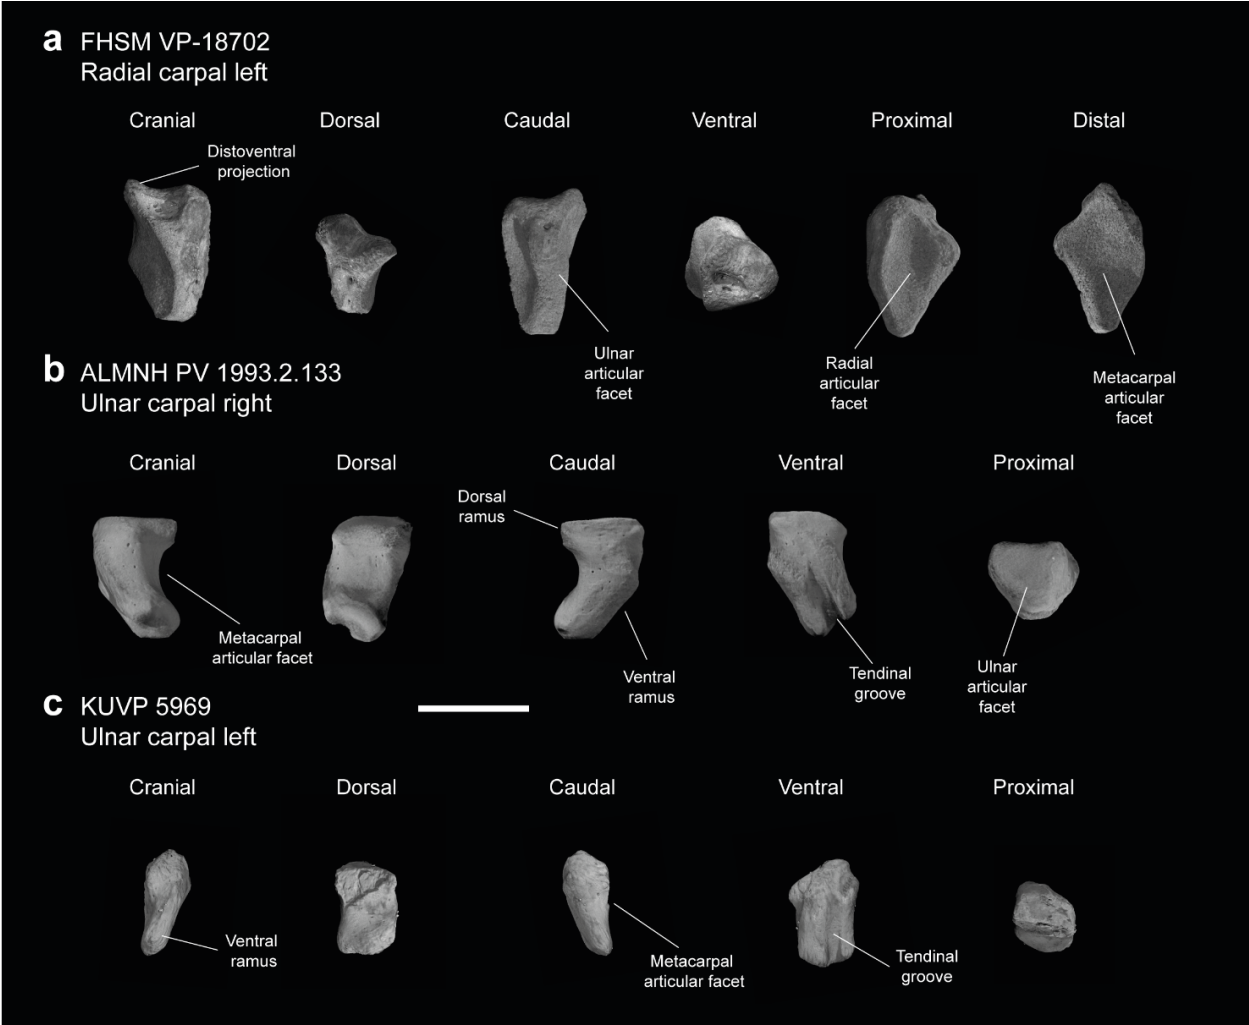 a FHSM VP-18702
Radial carpal left
Cranial Dorsal Caudal Ventral Proximal Distal
Distoventral
projection
Ulnar
articular
facet
Radial
articular
facet
Metacarpal
articular
facet
b ALMNH PV 1993.2.133
Ulnar carpal right
Cranial Dorsal Caudal Ventral Proximal
Dorsal
ramus
Metacarpal
articular facet
Ventral
ramus
Tendinal
groove
Ulnar
articular
facet
c KUVP 5969
Ulnar carpal left
Cranial Dorsal Caudal Ventral Proximal
Ventral
ramus
Metacarpal
articular facet
Tendinal
groove